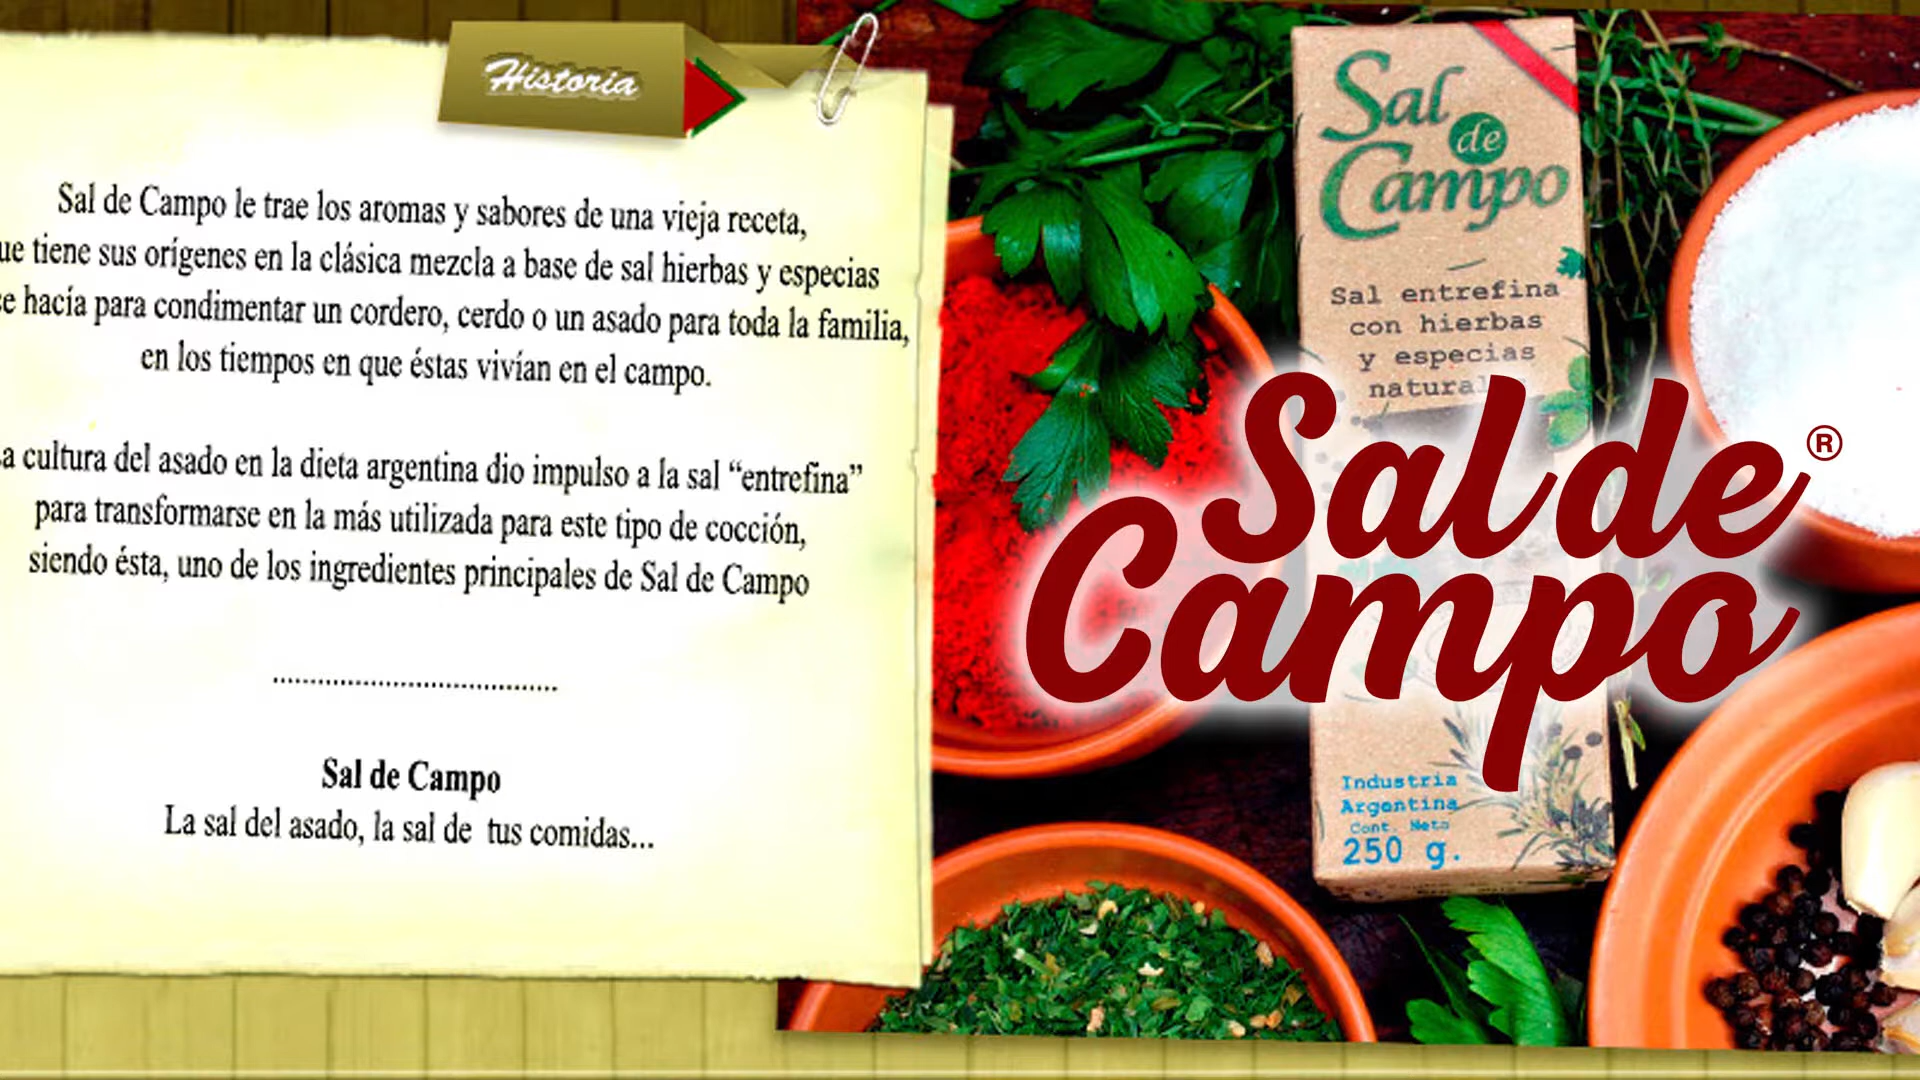 Historia
Sal de Campo le trae los aromas y sabores de una vieja receta,
ue tiene sus orígenes en la clásica mezcla a base de sal hierbas y especias
e hacía para condimentar un cordero, cerdo o un asado para toda la familia,
en los tiempos en que éstas vivían en el campo.
a cultura del asado en la dieta argentina dio impulso a la sal “entrefina”
para transformarse en la más utilizada para este tipo de cocción,
siendo ésta, uno de los ingredientes principales de Sal de Campo
Sal de Campo
La sal del asado, la sal de tus comidas...
Sal
de
Campo
Sal entrefina
con hierbas
y especias
natural
Sal de
Campo®
Industria
Argentina
Cont. Neto
250 g.